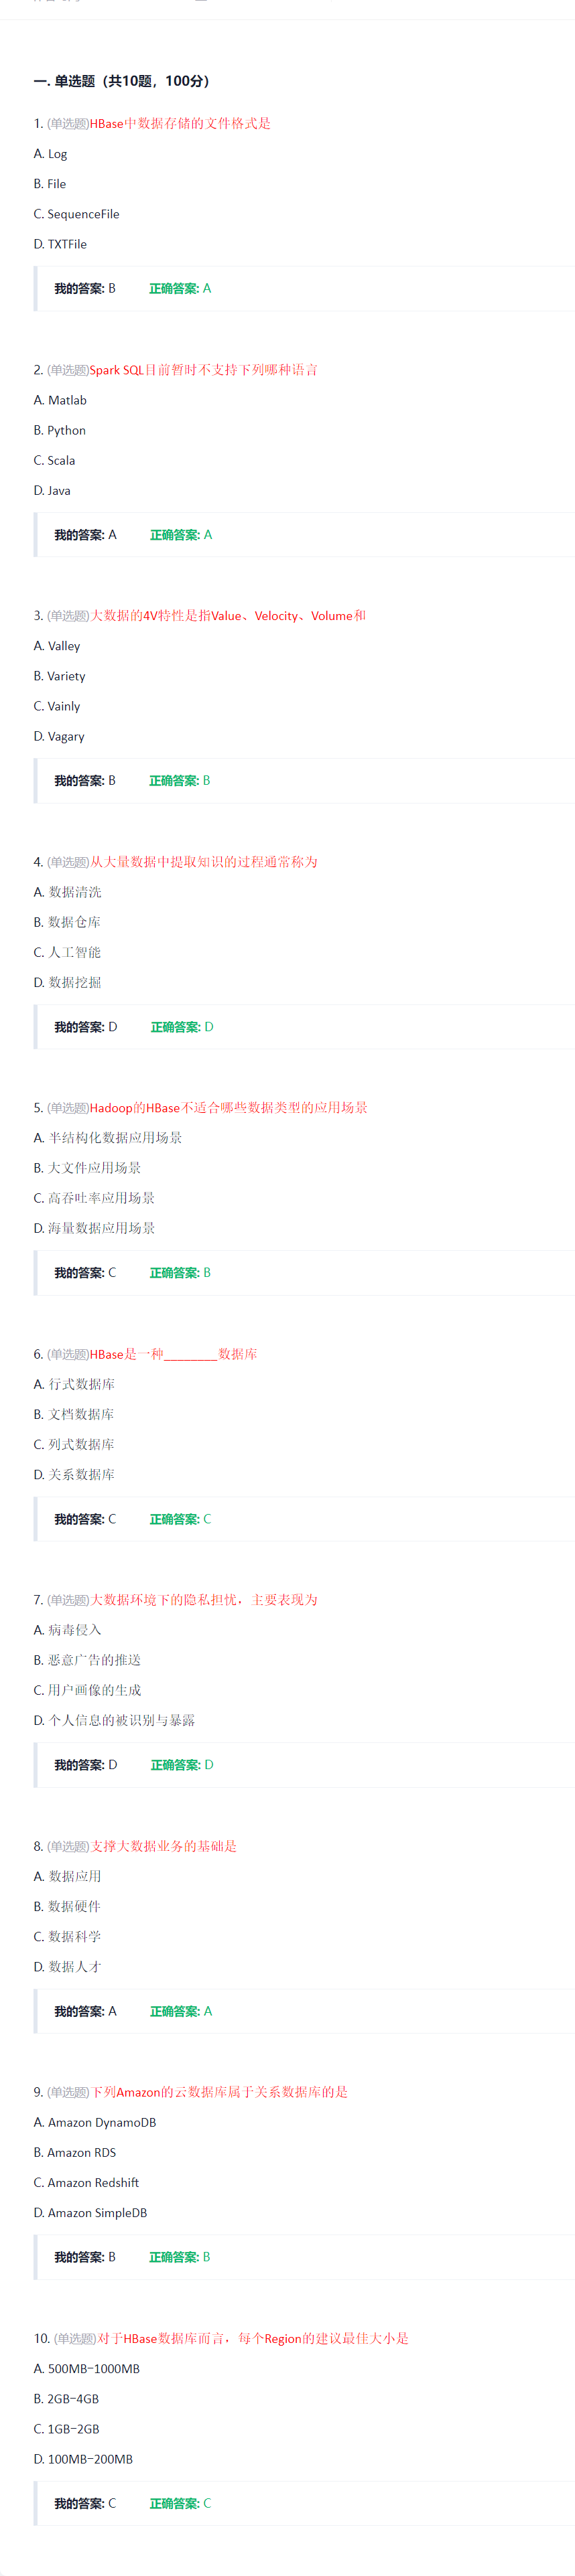 一. 单选题（共10题，100分）
1. (单选题)HBase中数据存储的文件格式是
A. Log
B. File
C. SequenceFile
D. TXTFile
我的答案: B 正确答案: A
2. (单选题)Spark SQL目前暂时不支持下列哪种语言
A. Matlab
B. Python
C. Scala
D. Java
我的答案: A 正确答案: A
3. (单选题)大数据的4V特性是指Value、Velocity、Volume和
A. Valley
B. Variety
C. Vainly
D. Vagary
我的答案: B 正确答案: B
4. (单选题)从大量数据中提取知识的过程通常称为
A. 数据清洗
B. 数据仓库
C. 人工智能
D. 数据挖掘
我的答案: D 正确答案: D
5. (单选题)Hadoop的HBase不适合哪些数据类型的应用场景
A. 半结构化数据应用场景
B. 大文件应用场景
C. 高吞吐率应用场景
D. 海量数据应用场景
我的答案: C 正确答案: B
6. (单选题)HBase是一种________数据库
A. 行式数据库
B. 文档数据库
C. 列式数据库
D. 关系数据库
我的答案: C 正确答案: C
7. (单选题)大数据环境下的隐私担忧，主要表现为
A. 病毒侵入
B. 恶意广告的推送
C. 用户画像的生成
D. 个人信息的被识别与暴露
我的答案: D 正确答案: D
8. (单选题)支撑大数据业务的基础是
A. 数据应用
B. 数据硬件
C. 数据科学
D. 数据人才
我的答案: A 正确答案: A
9. (单选题)下列Amazon的云数据库属于关系数据库的是
A. Amazon DynamoDB
B. Amazon RDS
C. Amazon Redshift
D. Amazon SimpleDB
我的答案: B 正确答案: B
10. (单选题)对于HBase数据库而言，每个Region的建议最佳大小是
A. 500MB-1000MB
B. 2GB-4GB
C. 1GB-2GB
D. 100MB-200MB
我的答案: C 正确答案: C